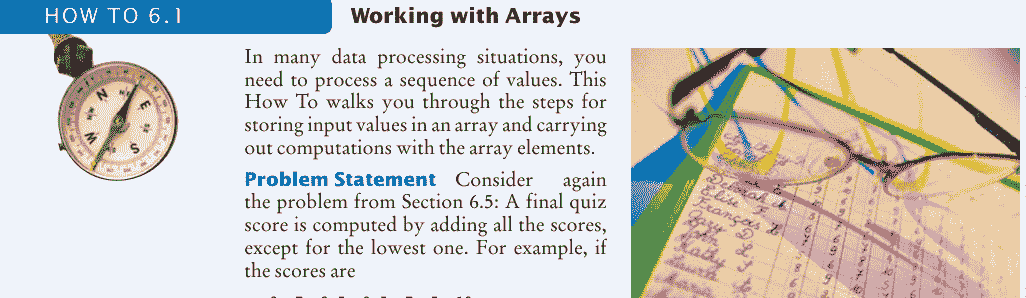 HOW TO 6.1
Working with Arrays
In many data processing situations, you
need to process a sequence of values. This
How To walks you through the steps for
storing input values in an array and carrying
out computations with the array elements.
Problem Statement Consider again
the problem from Section 6.5: A final quiz
score is computed by adding all the scores,
except for the lowest one. For example, if
the scores are
N
E
S
W